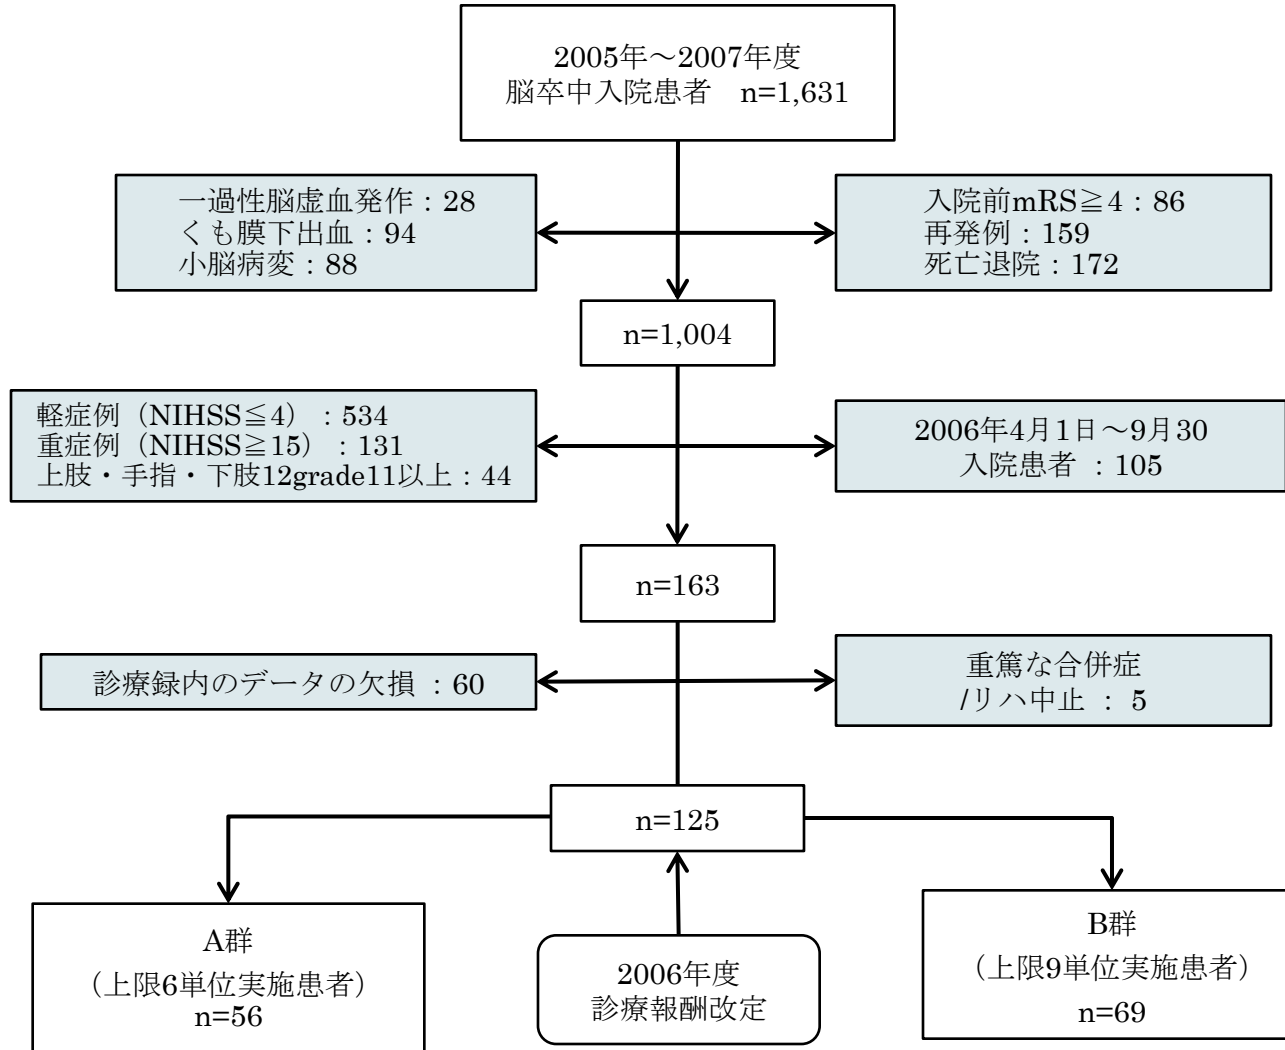 2005年~2007年度
脳卒中入院患者　n=1,631
一過性脳虚血発作：28
くも膜下出血：94
小脳病変：88
入院前mRS≧4：86
再発例：159
死亡退院：172
n=1,004
軽症例（NIHSS≦4）：534
重症例（NIHSS≧15）：131
上肢・手指・下肢12grade11以上：44
2006年4月1日～9月30
入院患者 ：105
n=163
診療録内のデータの欠損 ：60
重篤な合併症
/リハ中止 ： 5
n=125
A群
（上限6単位実施患者）
n=56
2006年度
診療報酬改定
B群
（上限9単位実施患者）
n=69